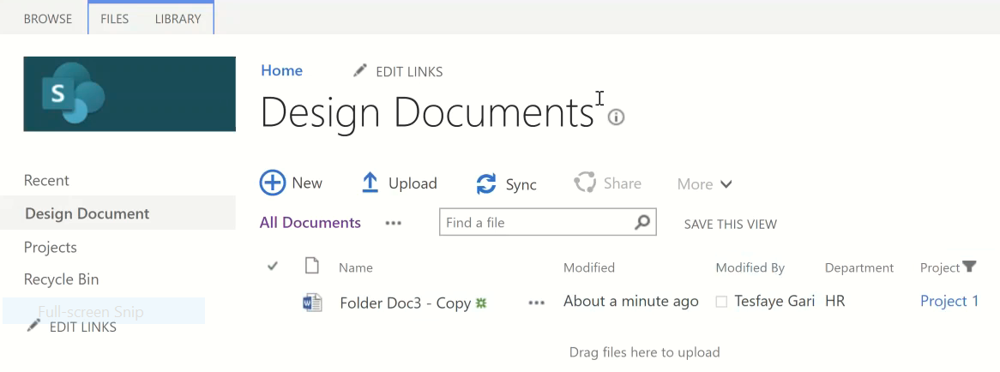 BROWSE FILES LIBRARY
S
Home EDIT LINKS
Design Documents
Recent
Design Document
Projects
Recycle Bin
Full-screen Snip
EDIT LINKS
New Upload Sync Share More
All Documents ••• Find a file SAVE THIS VIEW
Name Modified Modified By Department Project
Folder Doc3 - Copy ••• About a minute ago Tesfaye Gari HR Project 1
Drag files here to upload